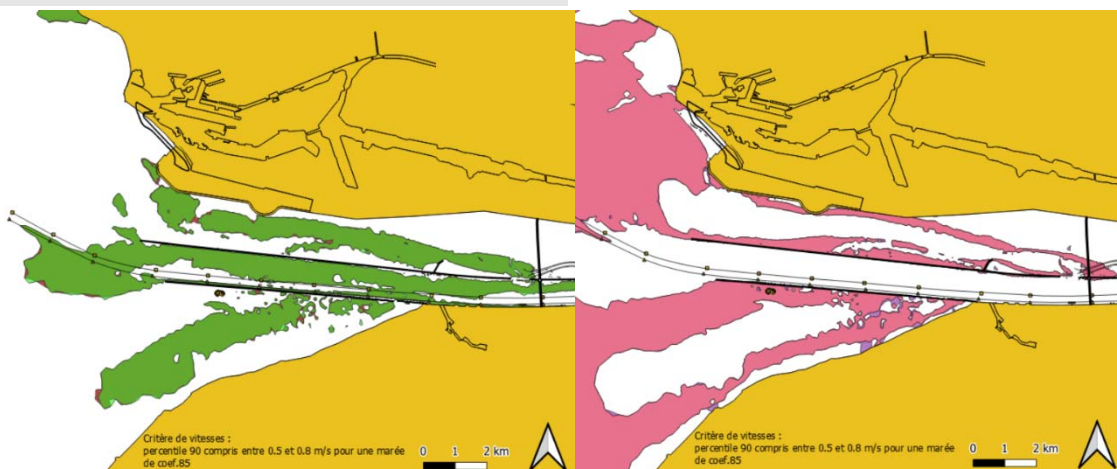 Critère de vitesses :
percentile 90 compris entre 0.5 et 0.8 m/s pour une marée
de coef.85
0 1 2 km
Critère de vitesses :
percentile 90 compris entre 0.5 et 0.8 m/s pour une marée
de coef.85
0 1 2 km